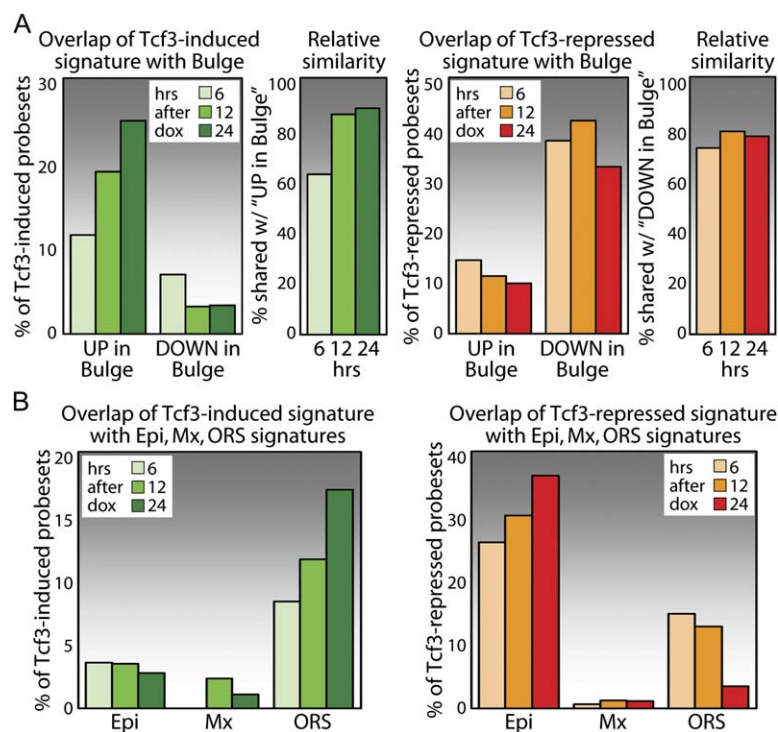 A
Overlap of Tcf3-induced
signature with Bulge
% of Tcf3-induced probesets
30
20
10
0
hrs 6
after 12
dox 24
UP in
Bulge
DOWN in
Bulge
Relative
similarity
% shared w/ “UP in Bulge”
100
80
60
40
20
0
6 12 24
hrs
Overlap of Tcf3-repressed
signature with Bulge
% of Tcf3-repressed probesets
50
40
30
20
10
0
hrs 6
after 12
dox 24
UP in
Bulge
DOWN in
Bulge
Relative
similarity
% shared w/ “DOWN in Bulge”
100
80
60
40
20
0
6 12 24
hrs
B
Overlap of Tcf3-induced signature
with Epi, Mx, ORS signatures
% of Tcf3-induced probesets
20
15
10
5
0
hrs 6
after 12
dox 24
Epi
Mx
ORS
Overlap of Tcf3-repressed signature
with Epi, Mx, ORS signatures
% of Tcf3-repressed probesets
40
30
20
10
0
hrs 6
after 12
dox 24
Epi
Mx
ORS